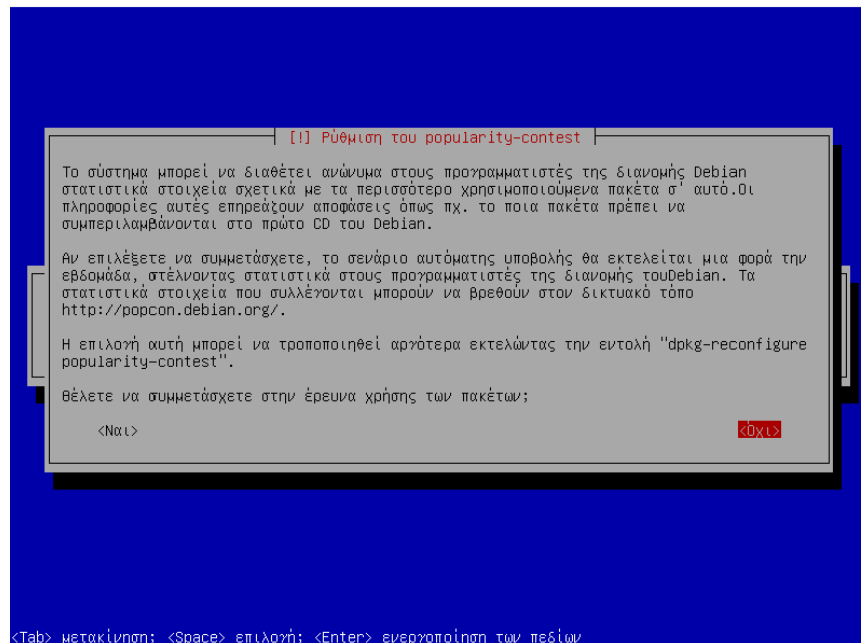 [!] Ρύθμιση του popularity-contest
Το σύστημα μπορεί να διαθέτει ανώνυμα στους προγραμματιστές της διανομής Debian
στατιστικά στοιχεία σχετικά με τα περισσότερο χρησιμοποιούμενα πακέτα σ' αυτό.Οι
πληροφορίες αυτές επηρεάζουν αποφάσεις όπως πχ. το ποια πακέτα πρέπει να
συμπεριλαμβάνονται στο πρώτο CD του Debian.
Αν επιλέξετε να συμμετάσχετε, το σενάριο αυτόματης υποβολής θα εκτελείται μια φορά την
εβδομάδα, στέλνοντας στατιστικά στους προγραμματιστές της διανομής τουDebian. Τα
στατιστικά στοιχεία που συλλέγονται μπορούν να βρεθούν στον δικτυακό τόπο
http://popcon.debian.org/.
Η επιλογή αυτή μπορεί να τροποποιηθεί αργότερα εκτελώντας την εντολή "dpkg-reconfigure
popularity-contest".
Θέλετε να συμμετάσχετε στην έρευνα χρήσης των πακέτων;
<Ναι> <Όχι>
<Tab> μετακίνηση; <Space> επιλογή; <Enter> ενεργοποίηση των πεδίων